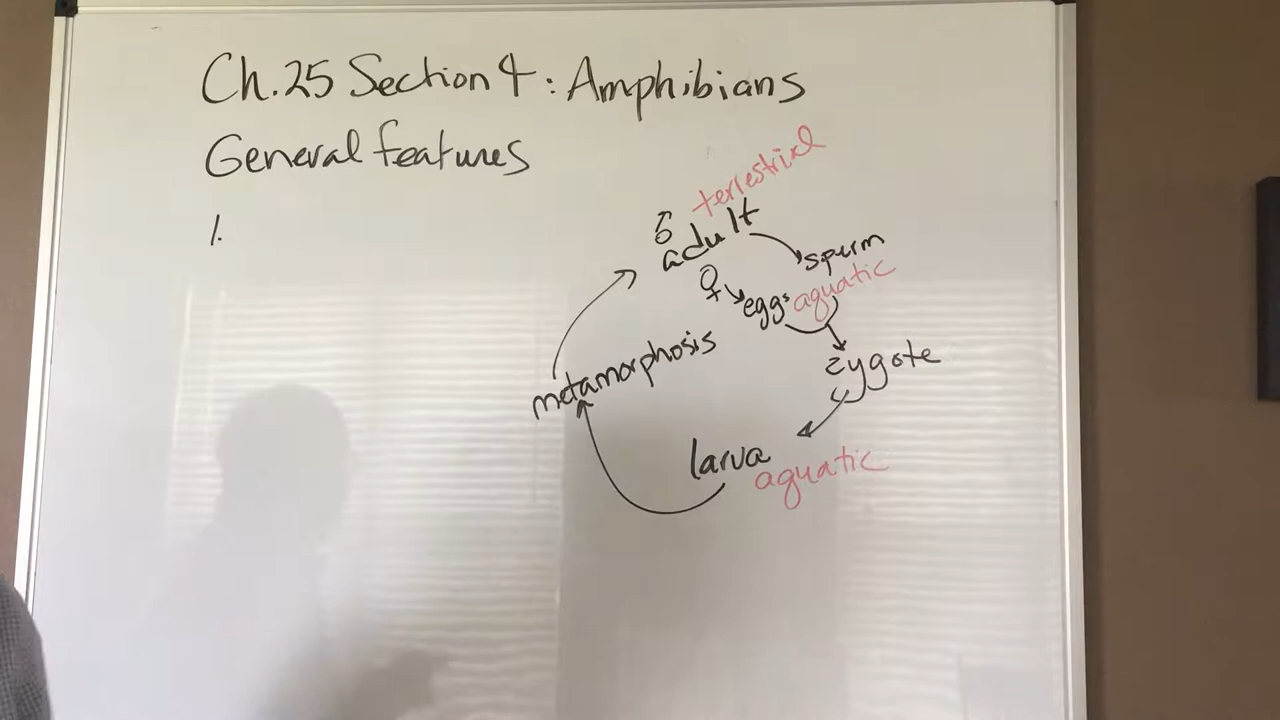 Ch.25 Section 4: Amphibians
General features
1.
terrestrial
♂
adult
♀
sperm
eggs aquatic
zygote
metamorphosis
larva
aquatic